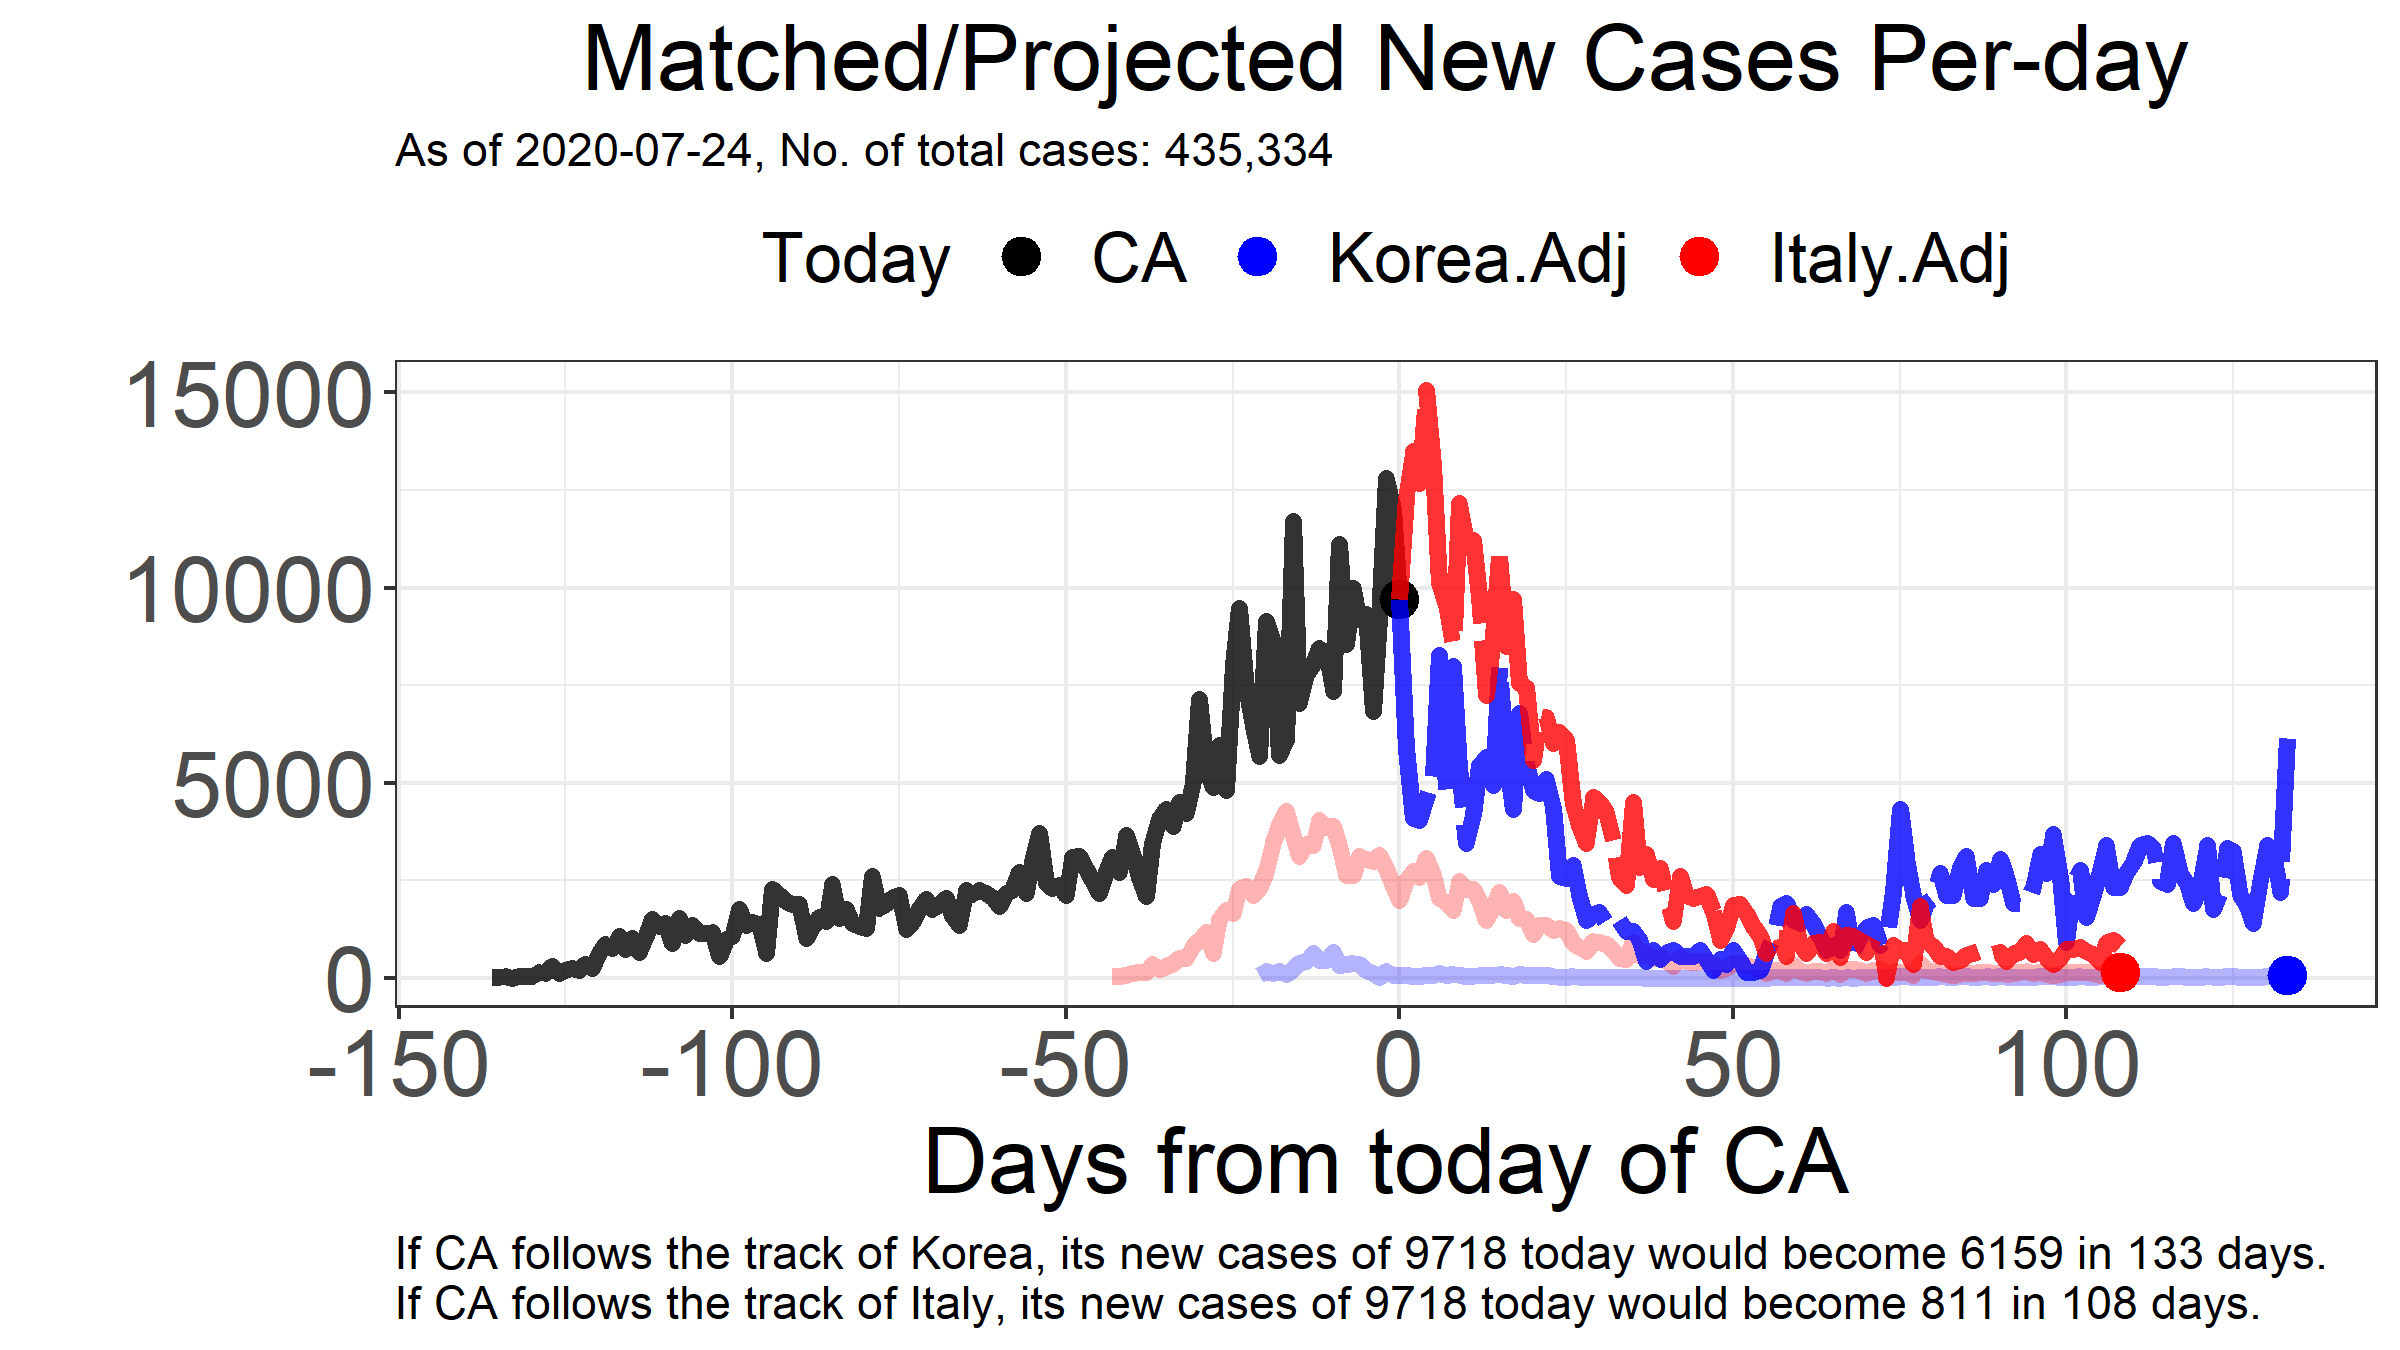 Matched/Projected New Cases Per-day
As of 2020-07-24, No. of total cases: 435,334
Today CA Korea.Adj Italy.Adj
15000
10000
5000
0
-150 -100 -50 0 50 100
Days from today of CA
If CA follows the track of Korea, its new cases of 9718 today would become 6159 in 133 days.
If CA follows the track of Italy, its new cases of 9718 today would become 811 in 108 days.